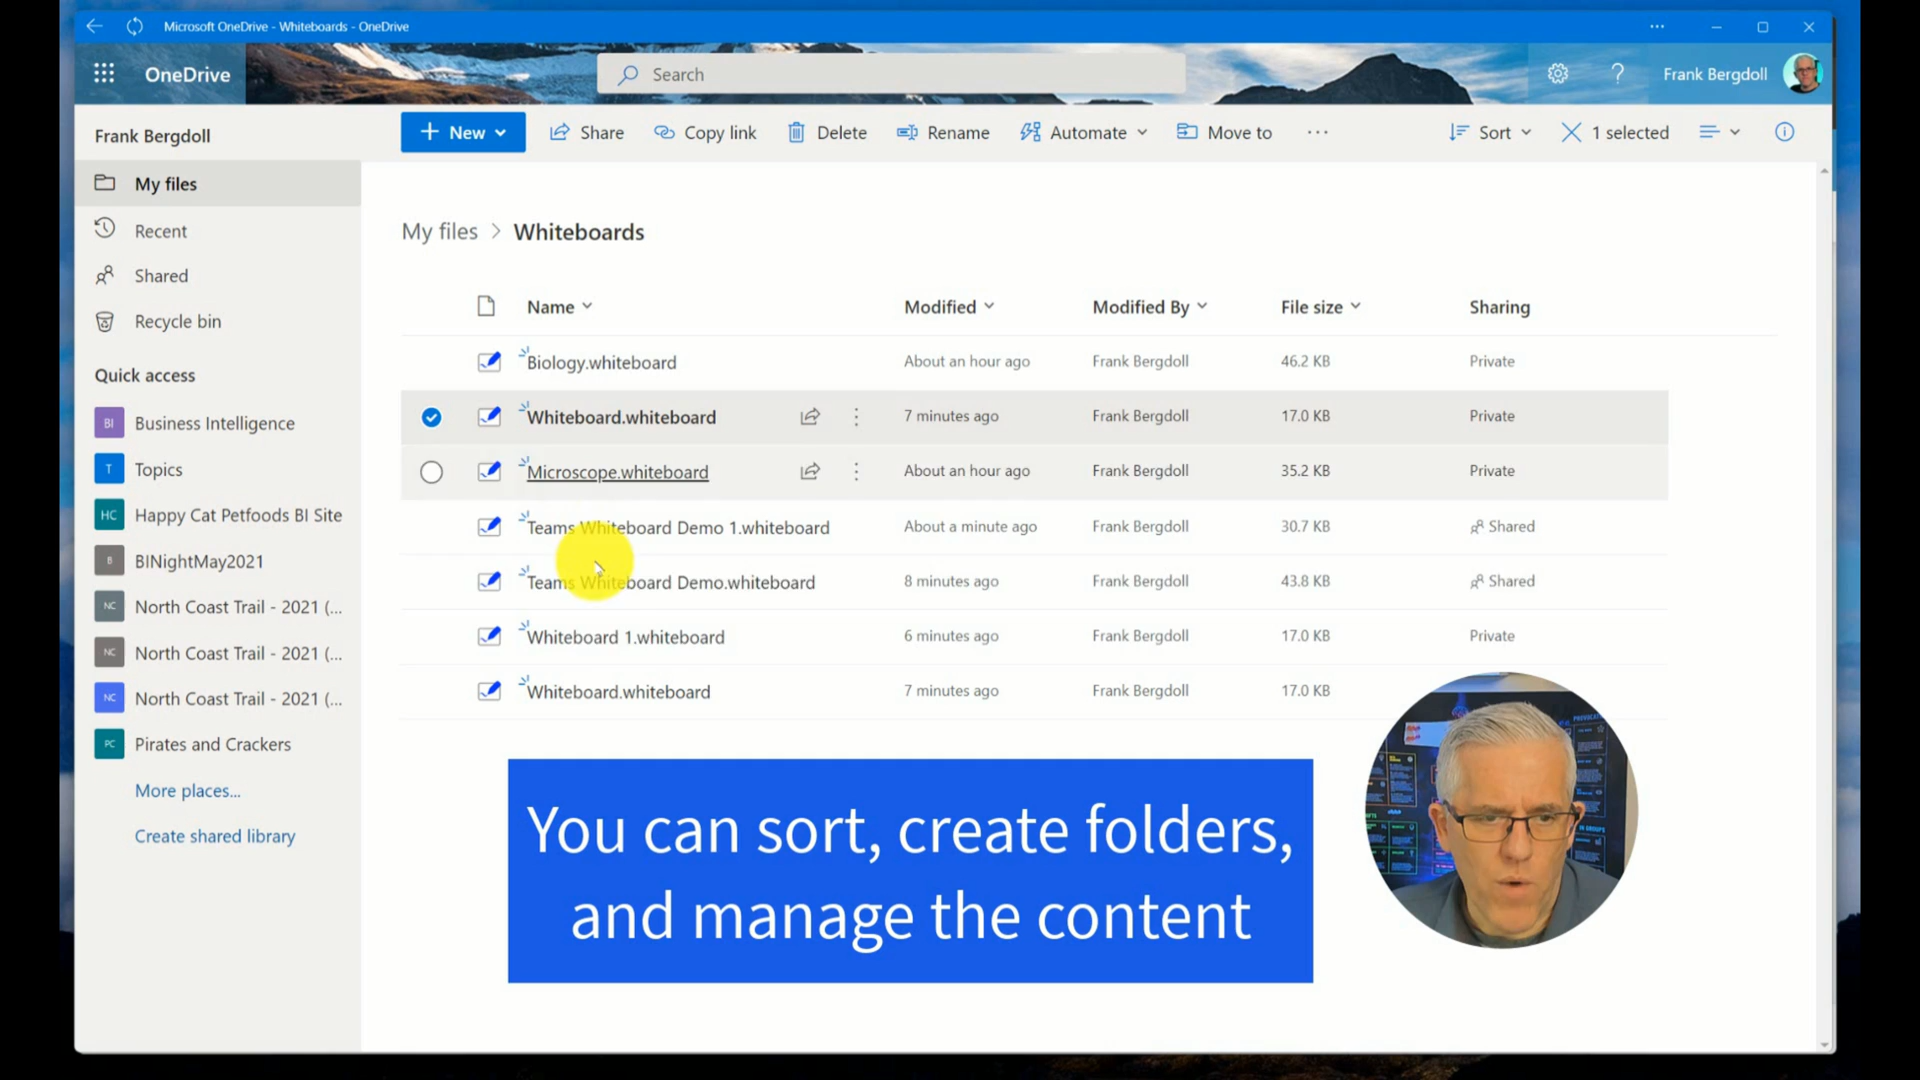 Microsoft OneDrive - Whiteboards - OneDrive
OneDrive
Search
Frank Bergdoll
Frank Bergdoll
New
Share
Copy link
Delete
Rename
Automate
Move to
Sort
1 selected
My files
Recent
Shared
Recycle bin
Quick access
BI Business Intelligence
T Topics
HC Happy Cat Petfoods BI Site
B BINightMay2021
NC North Coast Trail - 2021 (...
NC North Coast Trail - 2021 (...
NC North Coast Trail - 2021 (...
PC Pirates and Crackers
More places...
Create shared library
My files > Whiteboards
Name Modified Modified By File size Sharing
Biology.whiteboard About an hour ago Frank Bergdoll 46.2 KB Private
Whiteboard.whiteboard 7 minutes ago Frank Bergdoll 17.0 KB Private
Microscope.whiteboard About an hour ago Frank Bergdoll 35.2 KB Private
Teams Whiteboard Demo 1.whiteboard About a minute ago Frank Bergdoll 30.7 KB Shared
Teams Whiteboard Demo.whiteboard 8 minutes ago Frank Bergdoll 43.8 KB Shared
Whiteboard 1.whiteboard 6 minutes ago Frank Bergdoll 17.0 KB Private
Whiteboard.whiteboard 7 minutes ago Frank Bergdoll 17.0 KB
You can sort, create folders,
and manage the content